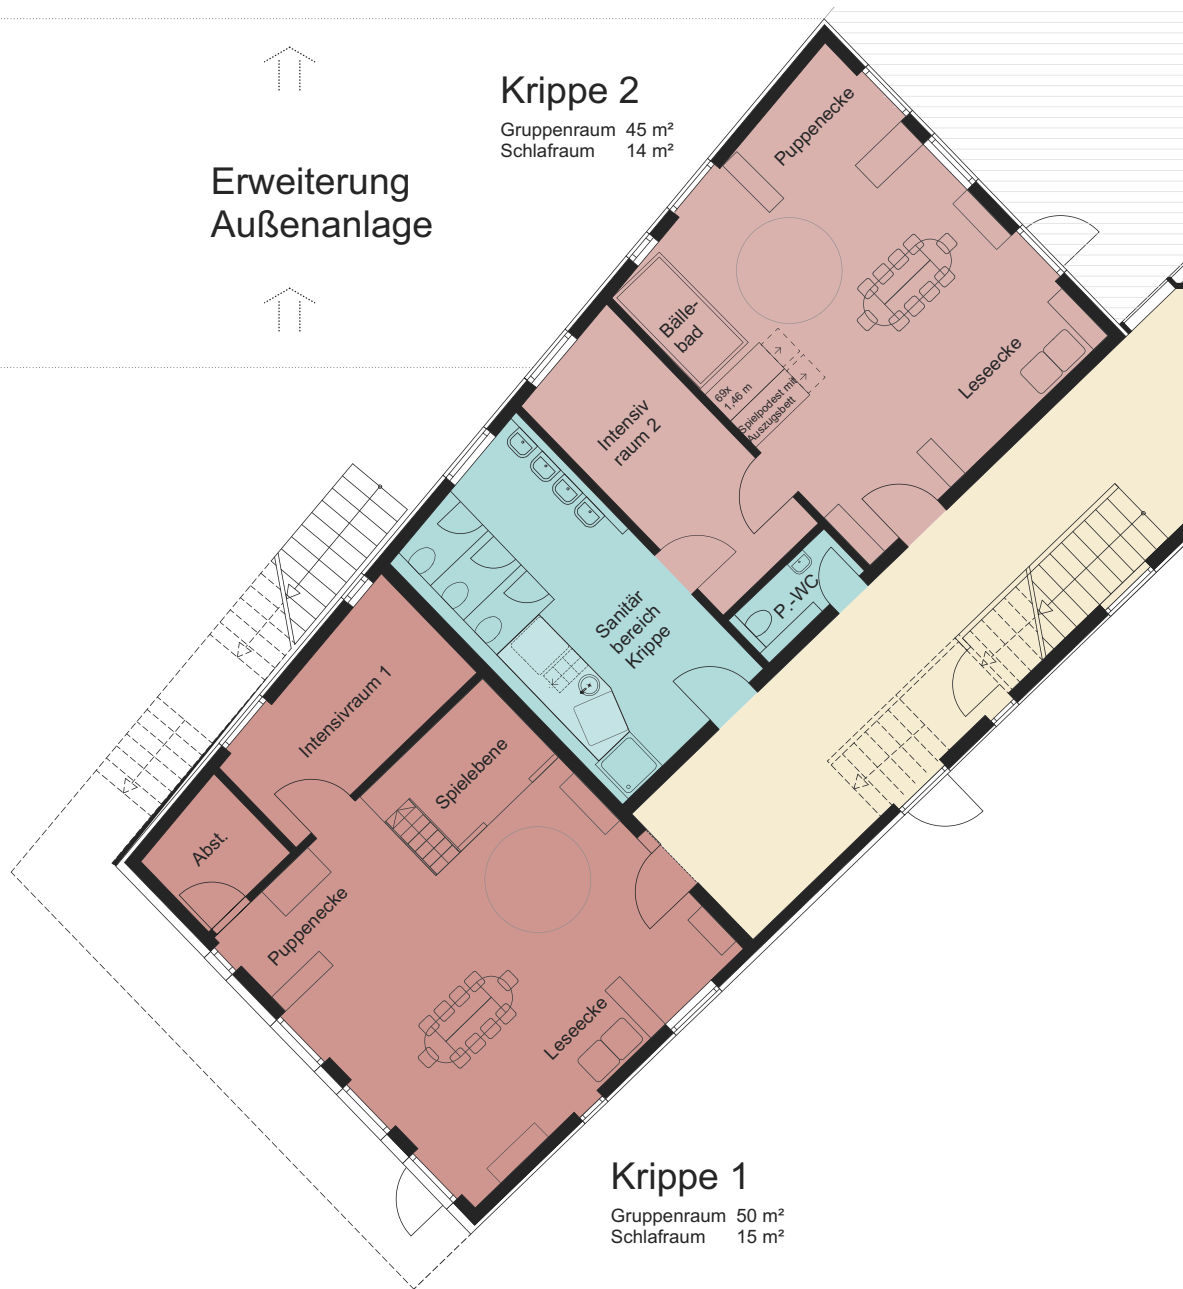 Krippe 2
Gruppenraum 45 m²
Schlafraum 14 m²
Erweiterung
Außenanlage
Puppenecke
Bälle-
bad
Leseecke
69x
1,46 m
Spielpodest mit
Auszugsbett
Intensiv
raum 2
P.-WC
Sanitär
bereich
Krippe
Intensivraum 1
Spielebene
Abst.
Puppenecke
Leseecke
Krippe 1
Gruppenraum 50 m²
Schlafraum 15 m²